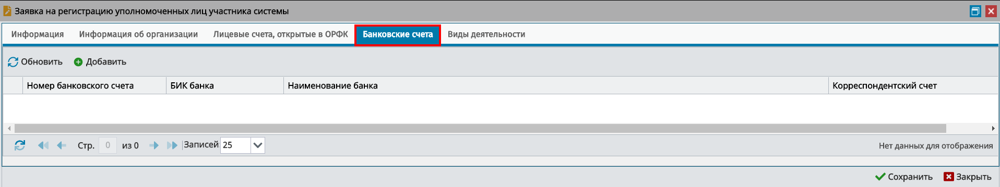 Заявка на регистрацию уполномоченных лиц участника системы
Информация Информация об организации Лицевые счета, открытые в ОРФК Банковские счета Виды деятельности
Обновить Добавить
Номер банковского счета БИК банка Наименование банка Корреспондентский счет
Стр. 0 из 0 Записей 25 Нет данных для отображения
Сохранить Закрыть